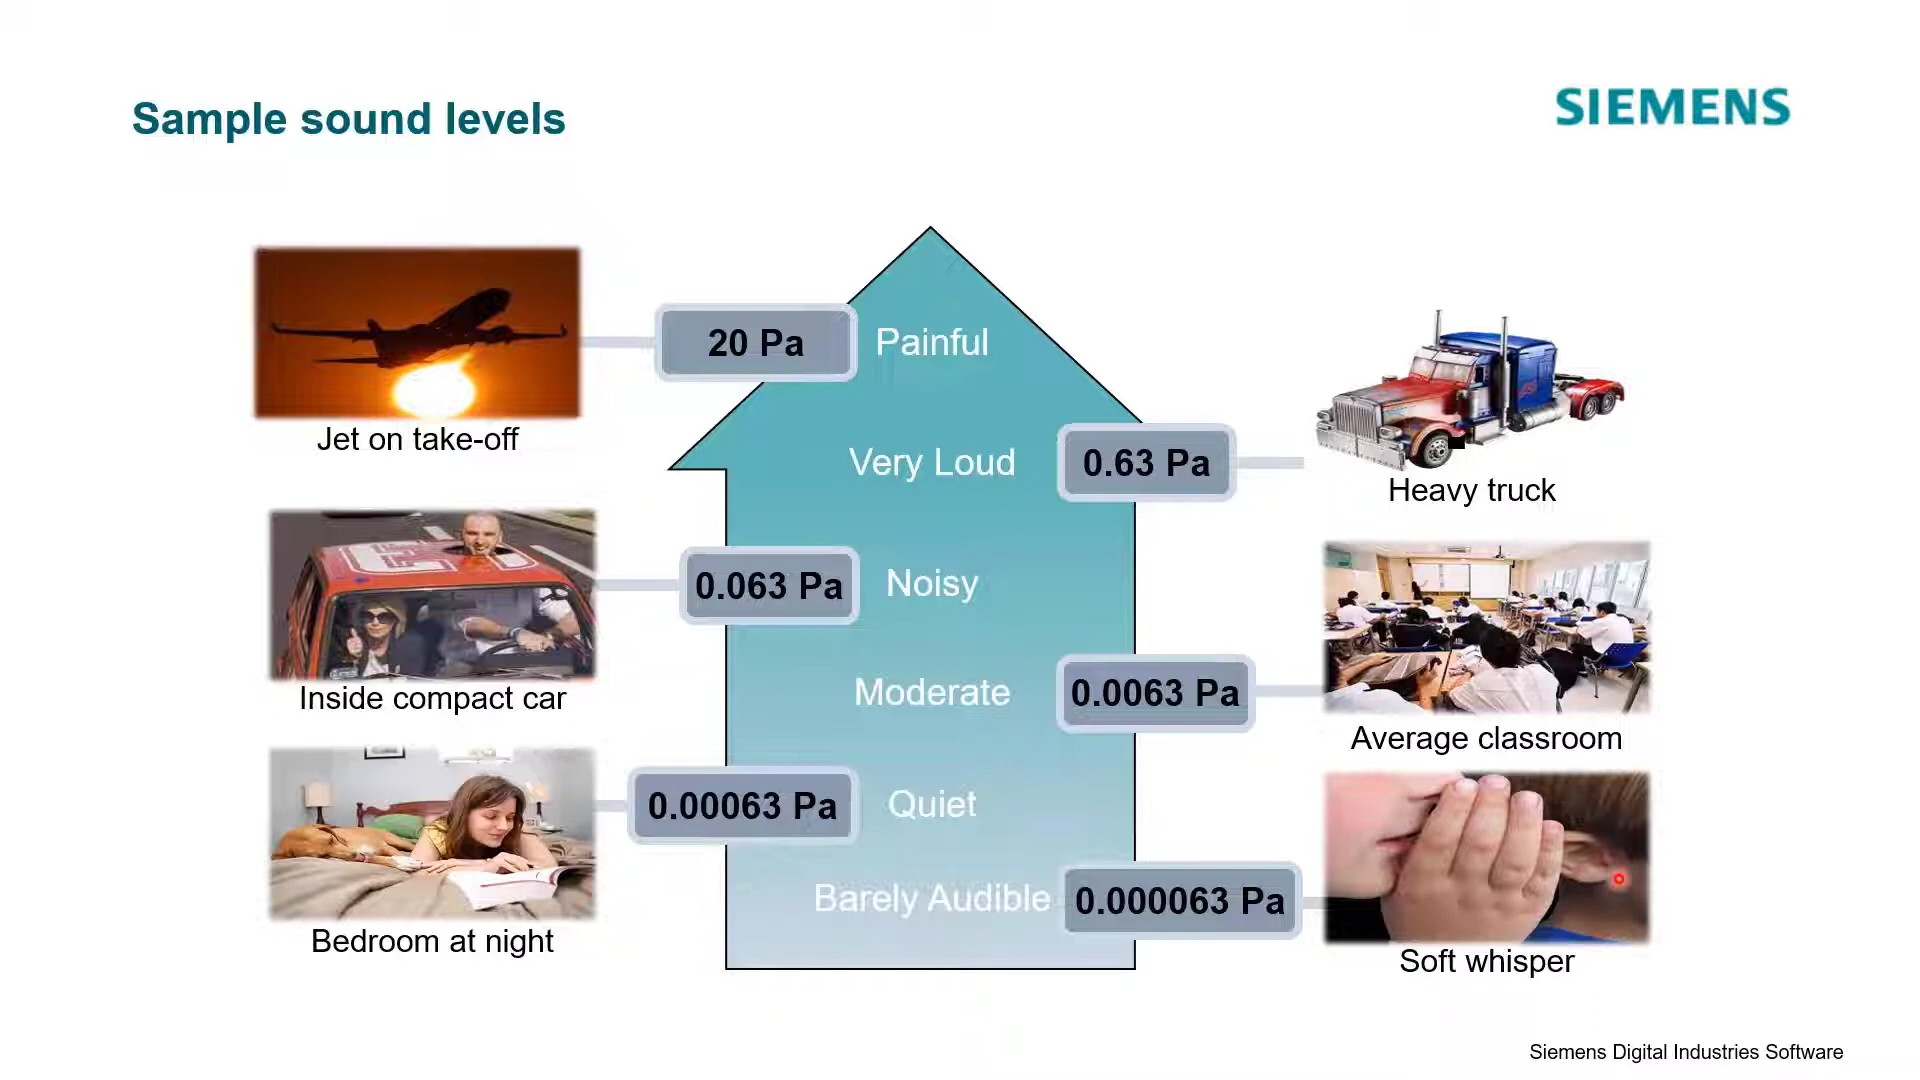 Sample sound levels
SIEMENS
20 Pa
Painful
Jet on take-off
Very Loud
0.63 Pa
Heavy truck
0.063 Pa
Noisy
Inside compact car
Moderate
0.0063 Pa
Average classroom
0.00063 Pa
Quiet
Bedroom at night
Barely Audible
0.000063 Pa
Soft whisper
Siemens Digital Industries Software